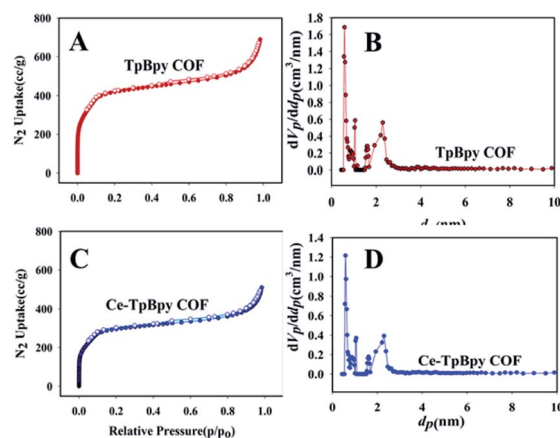 A
TpBpy COF
N2 Uptake(cc/g)
800
600
400
200
0
0.0 0.2 0.4 0.6 0.8 1.0
B
TpBpy COF
dVp/ddp(cm³/nm)
1.8
1.6
1.4
1.2
1.0
0.8
0.6
0.4
0.2
0.0
0 2 4 6 8 10
(nm)
C
Ce-TpBpy COF
N2 Uptake(cc/g)
800
600
400
200
0
0.0 0.2 0.4 0.6 0.8 1.0
Relative Pressure(p/p0)
D
Ce-TpBpy COF
dVp/ddp(cm³/nm)
1.4
1.2
1.0
0.8
0.6
0.4
0.2
0.0
0 2 4 6 8 10
dp(nm)